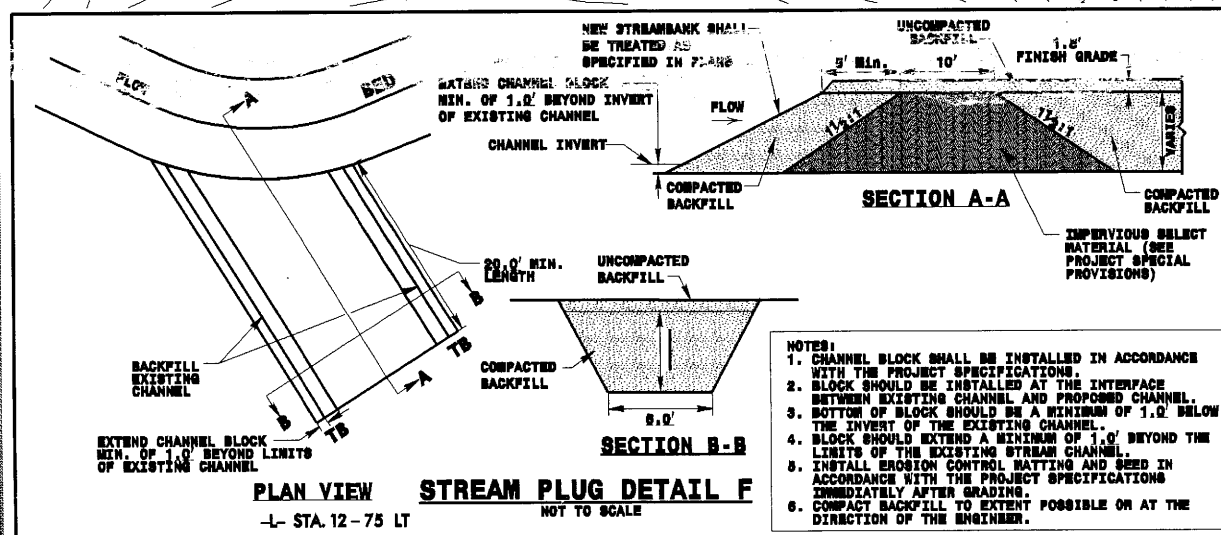 FLOW
BED
A
A
B
B
TB
TB
20.0' MIN.
LENGTH
BACKFILL
EXISTING
CHANNEL
EXTEND CHANNEL BLOCK
MIN. OF 1.0' BEYOND LIMITS
OF EXISTING CHANNEL
PLAN VIEW
-L- STA. 12-75 LT
NEW STREAMBANK SHALL
BE TREATED AS
SPECIFIED IN PLANS
EXTEND CHANNEL BLOCK
MIN. OF 1.0' BEYOND INVERT
OF EXISTING CHANNEL
FLOW
CHANNEL INVERT
UNCOMPACTED
BACKFILL
Min.
10'
FINISH GRADE
1½:1
1½:1
VARIES
COMPACTED
BACKFILL
SECTION A-A
COMPACTED
BACKFILL
IMPERVIOUS SELECT
MATERIAL (SEE
PROJECT SPECIAL
PROVISIONS)
UNCOMPACTED
BACKFILL
COMPACTED
BACKFILL
6.0'
SECTION B-B
STREAM PLUG DETAIL F
NOT TO SCALE
NOTES:
1. CHANNEL BLOCK SHALL BE INSTALLED IN ACCORDANCE
WITH THE PROJECT SPECIFICATIONS.
2. BLOCK SHOULD BE INSTALLED AT THE INTERFACE
BETWEEN EXISTING CHANNEL AND PROPOSED CHANNEL.
3. BOTTOM OF BLOCK SHOULD BE A MINIMUM OF 1.0' BELOW
THE INVERT OF THE EXISTING CHANNEL.
4. BLOCK SHOULD EXTEND A MINIMUM OF 1.0' BEYOND THE
LIMITS OF THE EXISTING STREAM CHANNEL.
5. INSTALL EROSION CONTROL MATTING AND SEED IN
ACCORDANCE WITH THE PROJECT SPECIFICATIONS
IMMEDIATELY AFTER GRADING.
6. COMPACT BACKFILL TO EXTENT POSSIBLE OR AT THE
DIRECTION OF THE ENGINEER.